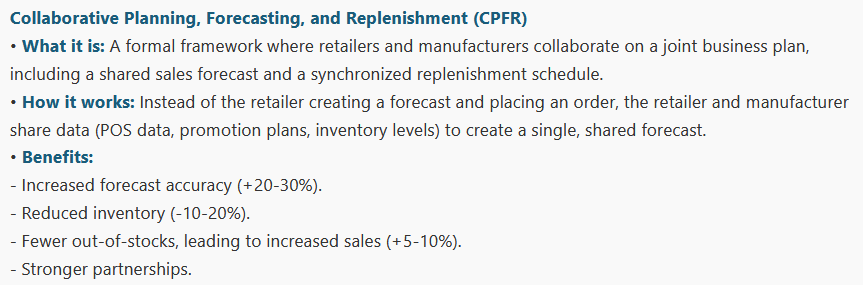 Collaborative Planning, Forecasting, and Replenishment (CPFR)
• What it is: A formal framework where retailers and manufacturers collaborate on a joint business plan,
including a shared sales forecast and a synchronized replenishment schedule.
• How it works: Instead of the retailer creating a forecast and placing an order, the retailer and manufacturer
share data (POS data, promotion plans, inventory levels) to create a single, shared forecast.
• Benefits:
- Increased forecast accuracy (+20-30%).
- Reduced inventory (-10-20%).
- Fewer out-of-stocks, leading to increased sales (+5-10%).
- Stronger partnerships.